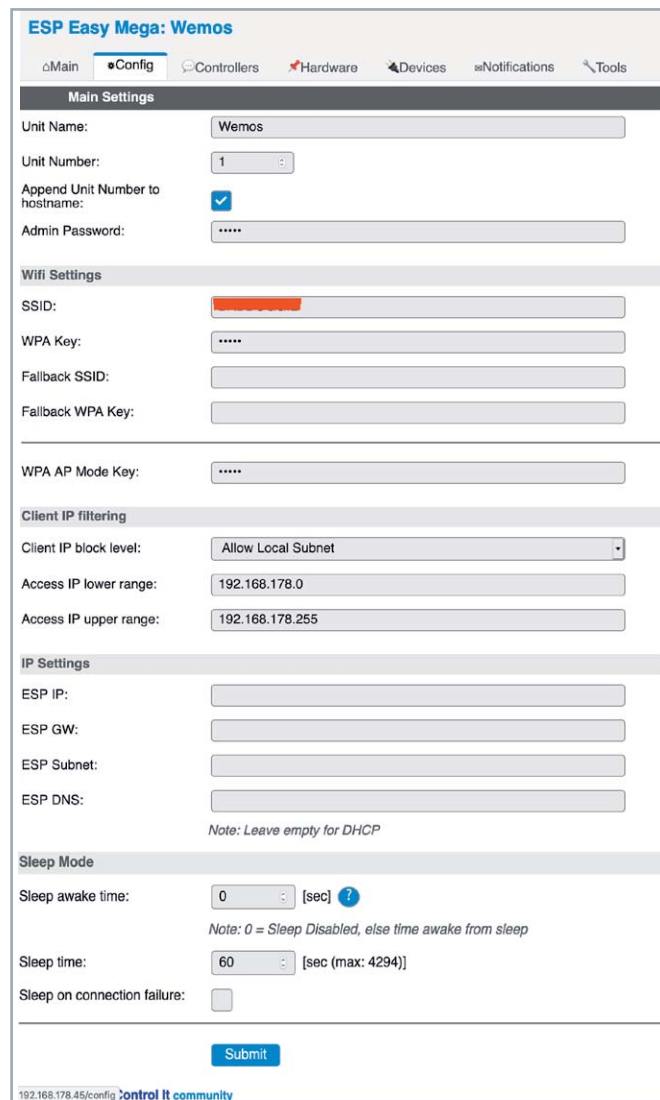 ESP Easy Mega: Wemos
Main Config Controllers Hardware Devices Notifications Tools
Main Settings
Unit Name: Wemos
Unit Number: 1
Append Unit Number to
hostname:
Admin Password: •••••
Wifi Settings
SSID:
WPA Key: •••••
Fallback SSID:
Fallback WPA Key:
WPA AP Mode Key: •••••
Client IP filtering
Client IP block level: Allow Local Subnet
Access IP lower range: 192.168.178.0
Access IP upper range: 192.168.178.255
IP Settings
ESP IP:
ESP GW:
ESP Subnet:
ESP DNS:
Note: Leave empty for DHCP
Sleep Mode
Sleep awake time: 0 [sec] ?
Note: 0 = Sleep Disabled, else time awake from sleep
Sleep time: 60 [sec (max: 4294)]
Sleep on connection failure:
Submit
192.168.178.45/config Control It community